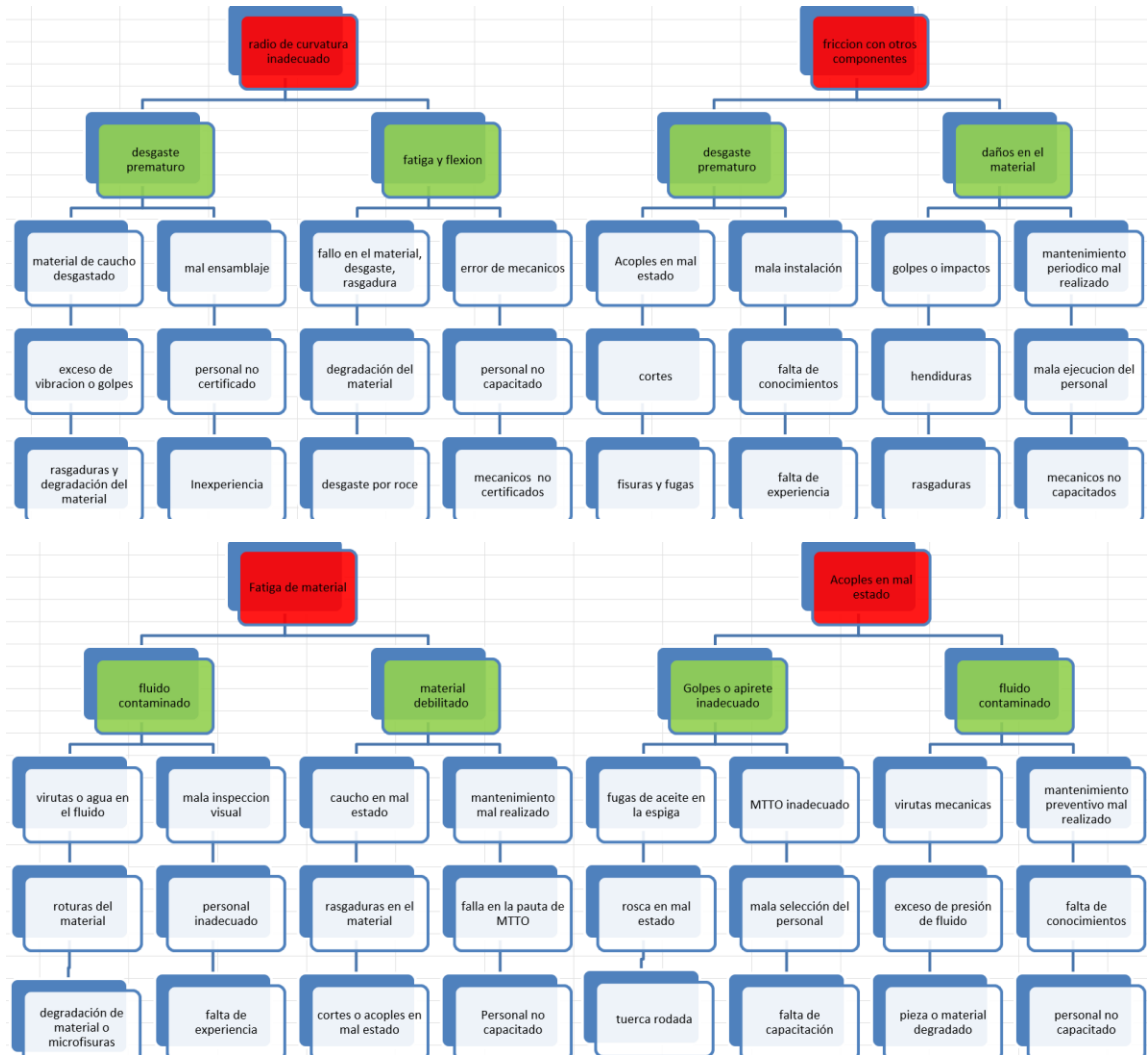 radio de curvatura
inadecuado
friccion con otros
componentes
desgaste
prematuro
fatiga y flexion
desgaste
prematuro
daños en el
material
material de caucho
desgastado
mal ensamblaje
fallo en el material,
desgaste,
rasgadura
error de mecanicos
Acoples en mal
estado
mala instalación
golpes o impactos
mantenimiento
periodico mal
realizado
exceso de
vibracion o golpes
personal no
certificado
degradación del
material
personal no
capacitado
cortes
falta de
conocimientos
hendiduras
mala ejecucion del
personal
rasgaduras y
degradación del
material
Inexperiencia
desgaste por roce
mecanicos no
certificados
fisuras y fugas
falta de
experiencia
rasgaduras
mecanicos no
capacitados
Fatiga de material
Acoples en mal
estado
fluido
contaminado
material
debilitado
Golpes o apirete
inadecuado
fluido
contaminado
virutas o agua en
el fluido
mala inspeccion
visual
caucho en mal
estado
mantenimiento
mal realizado
fugas de aceite en
la espiga
MTTO inadecuado
virutas mecanicas
mantenimiento
preventivo mal
realizado
roturas del
material
personal
inadecuado
rasgaduras en el
material
falla en la pauta de
MTTO
rosca en mal
estado
mala selección del
personal
exceso de presión
de fluido
falta de
conocimientos
degradación de
material o
microfisuras
falta de
experiencia
cortes o acoples en
mal estado
Personal no
capacitado
tuerca rodada
falta de
capacitación
pieza o material
degradado
personal no
capacitado